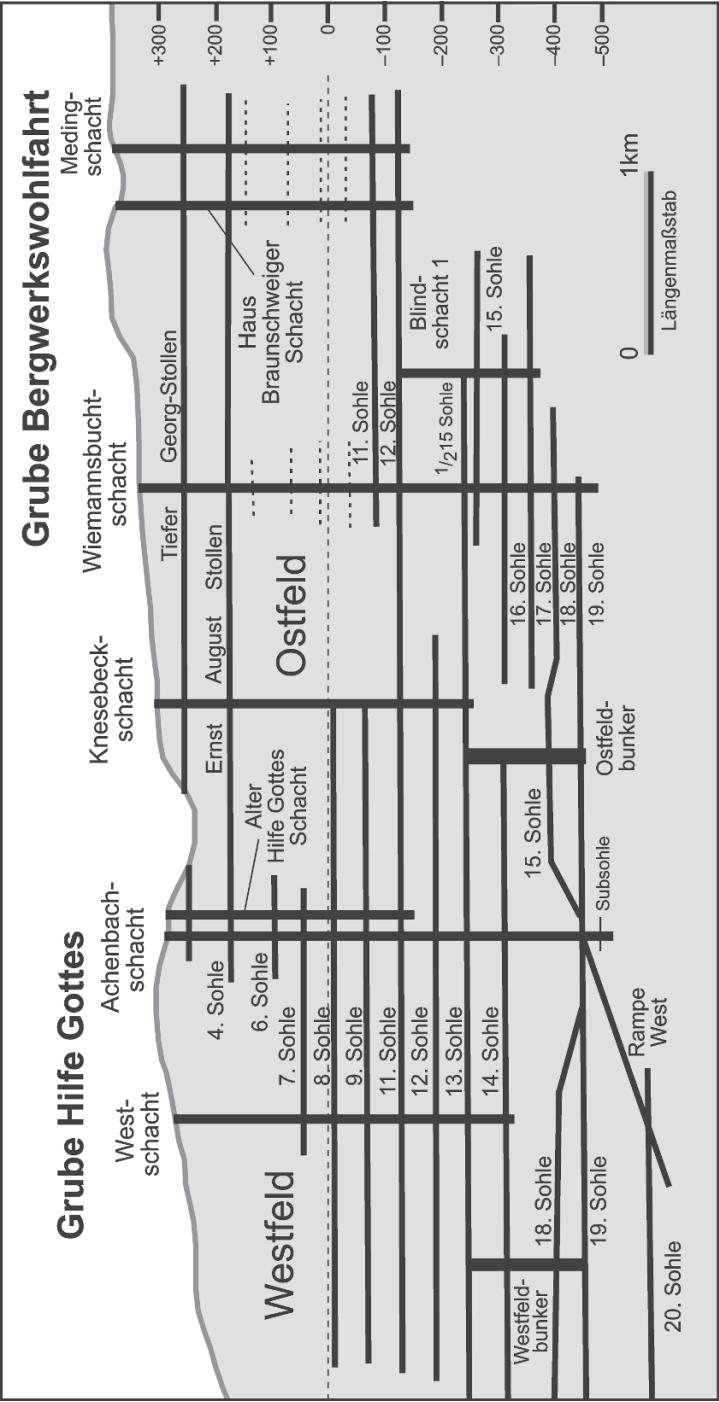 Grube Hilfe Gottes
Grube Bergwerkswohlfahrt
West-
schacht
Achenbach-
schacht
Knesebeck-
schacht
Wiemannsbucht-
schacht
Meding-
schacht
+300
+200
+100
0
−100
−200
−300
−400
−500
Tiefer Georg-Stollen
Ernst August Stollen
Alter
Hilfe Gottes
Schacht
Haus
Braunschweiger
Schacht
Westfeld
Ostfeld
4. Sohle
6. Sohle
7. Sohle
8. Sohle
9. Sohle
11. Sohle
12. Sohle
13. Sohle
14. Sohle
18. Sohle
19. Sohle
20. Sohle
Westfeld-
bunker
Rampe
West
Subsohle
15. Sohle
Ostfeld-
bunker
11. Sohle
12. Sohle
1/215 Sohle
Blind-
schacht 1
15. Sohle
16. Sohle
17. Sohle
18. Sohle
19. Sohle
0 1km
Längenmaßstab